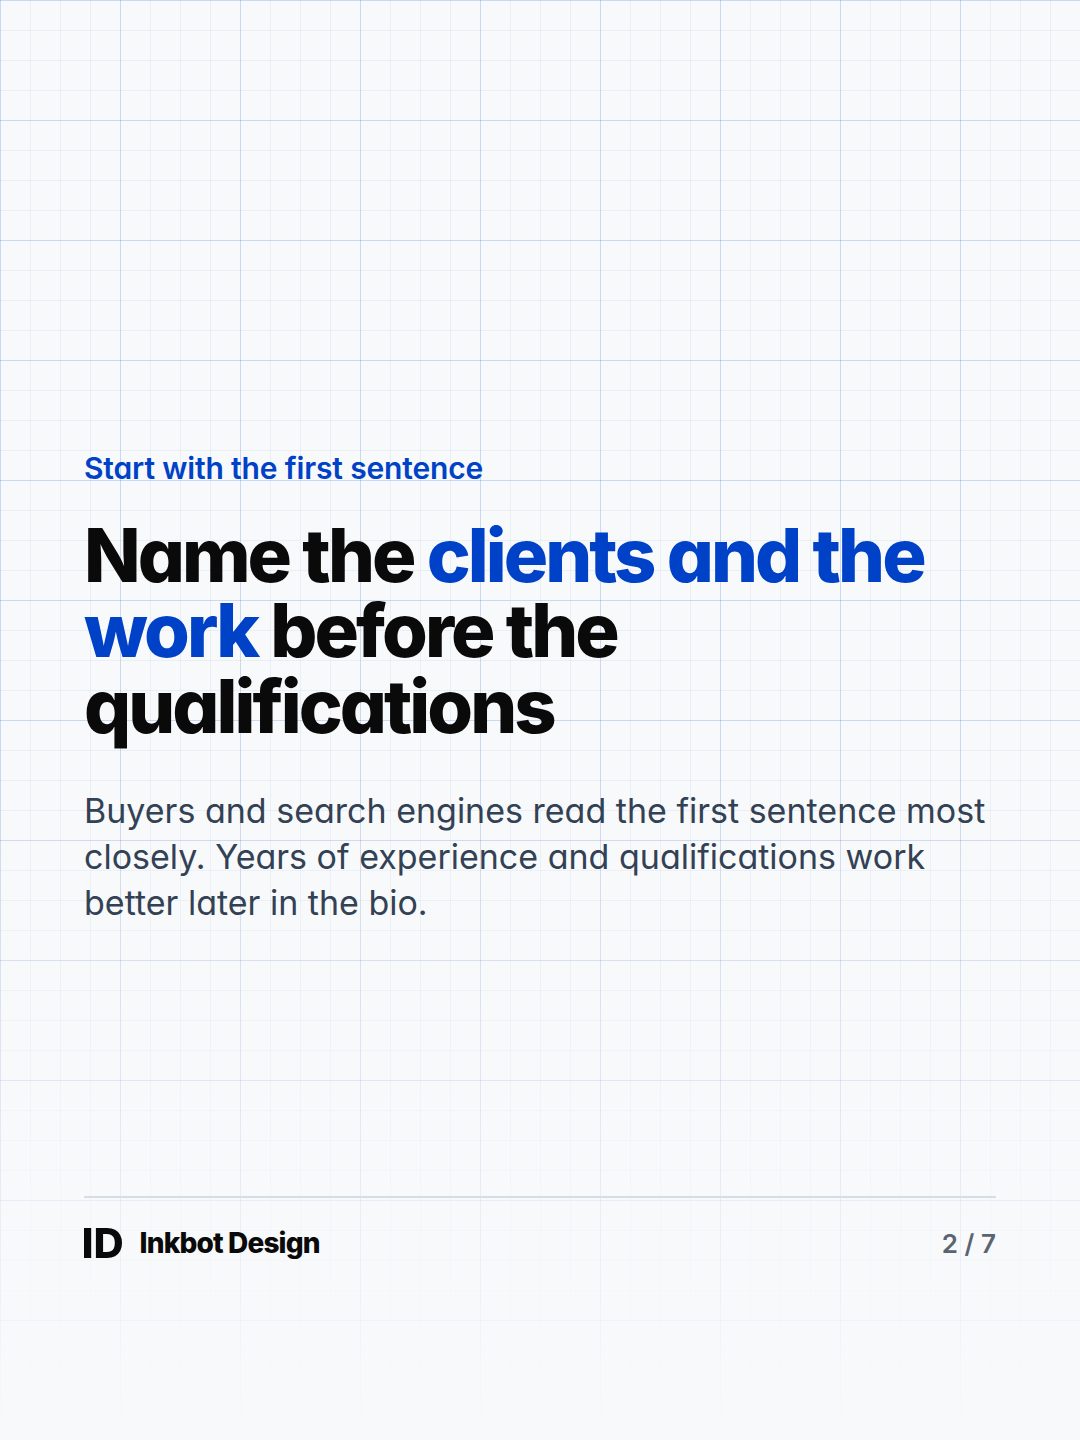 Start with the first sentence
Name the clients and the
work before the
qualifications
Buyers and search engines read the first sentence most
closely. Years of experience and qualifications work
better later in the bio.
ID Inkbot Design
2 / 7